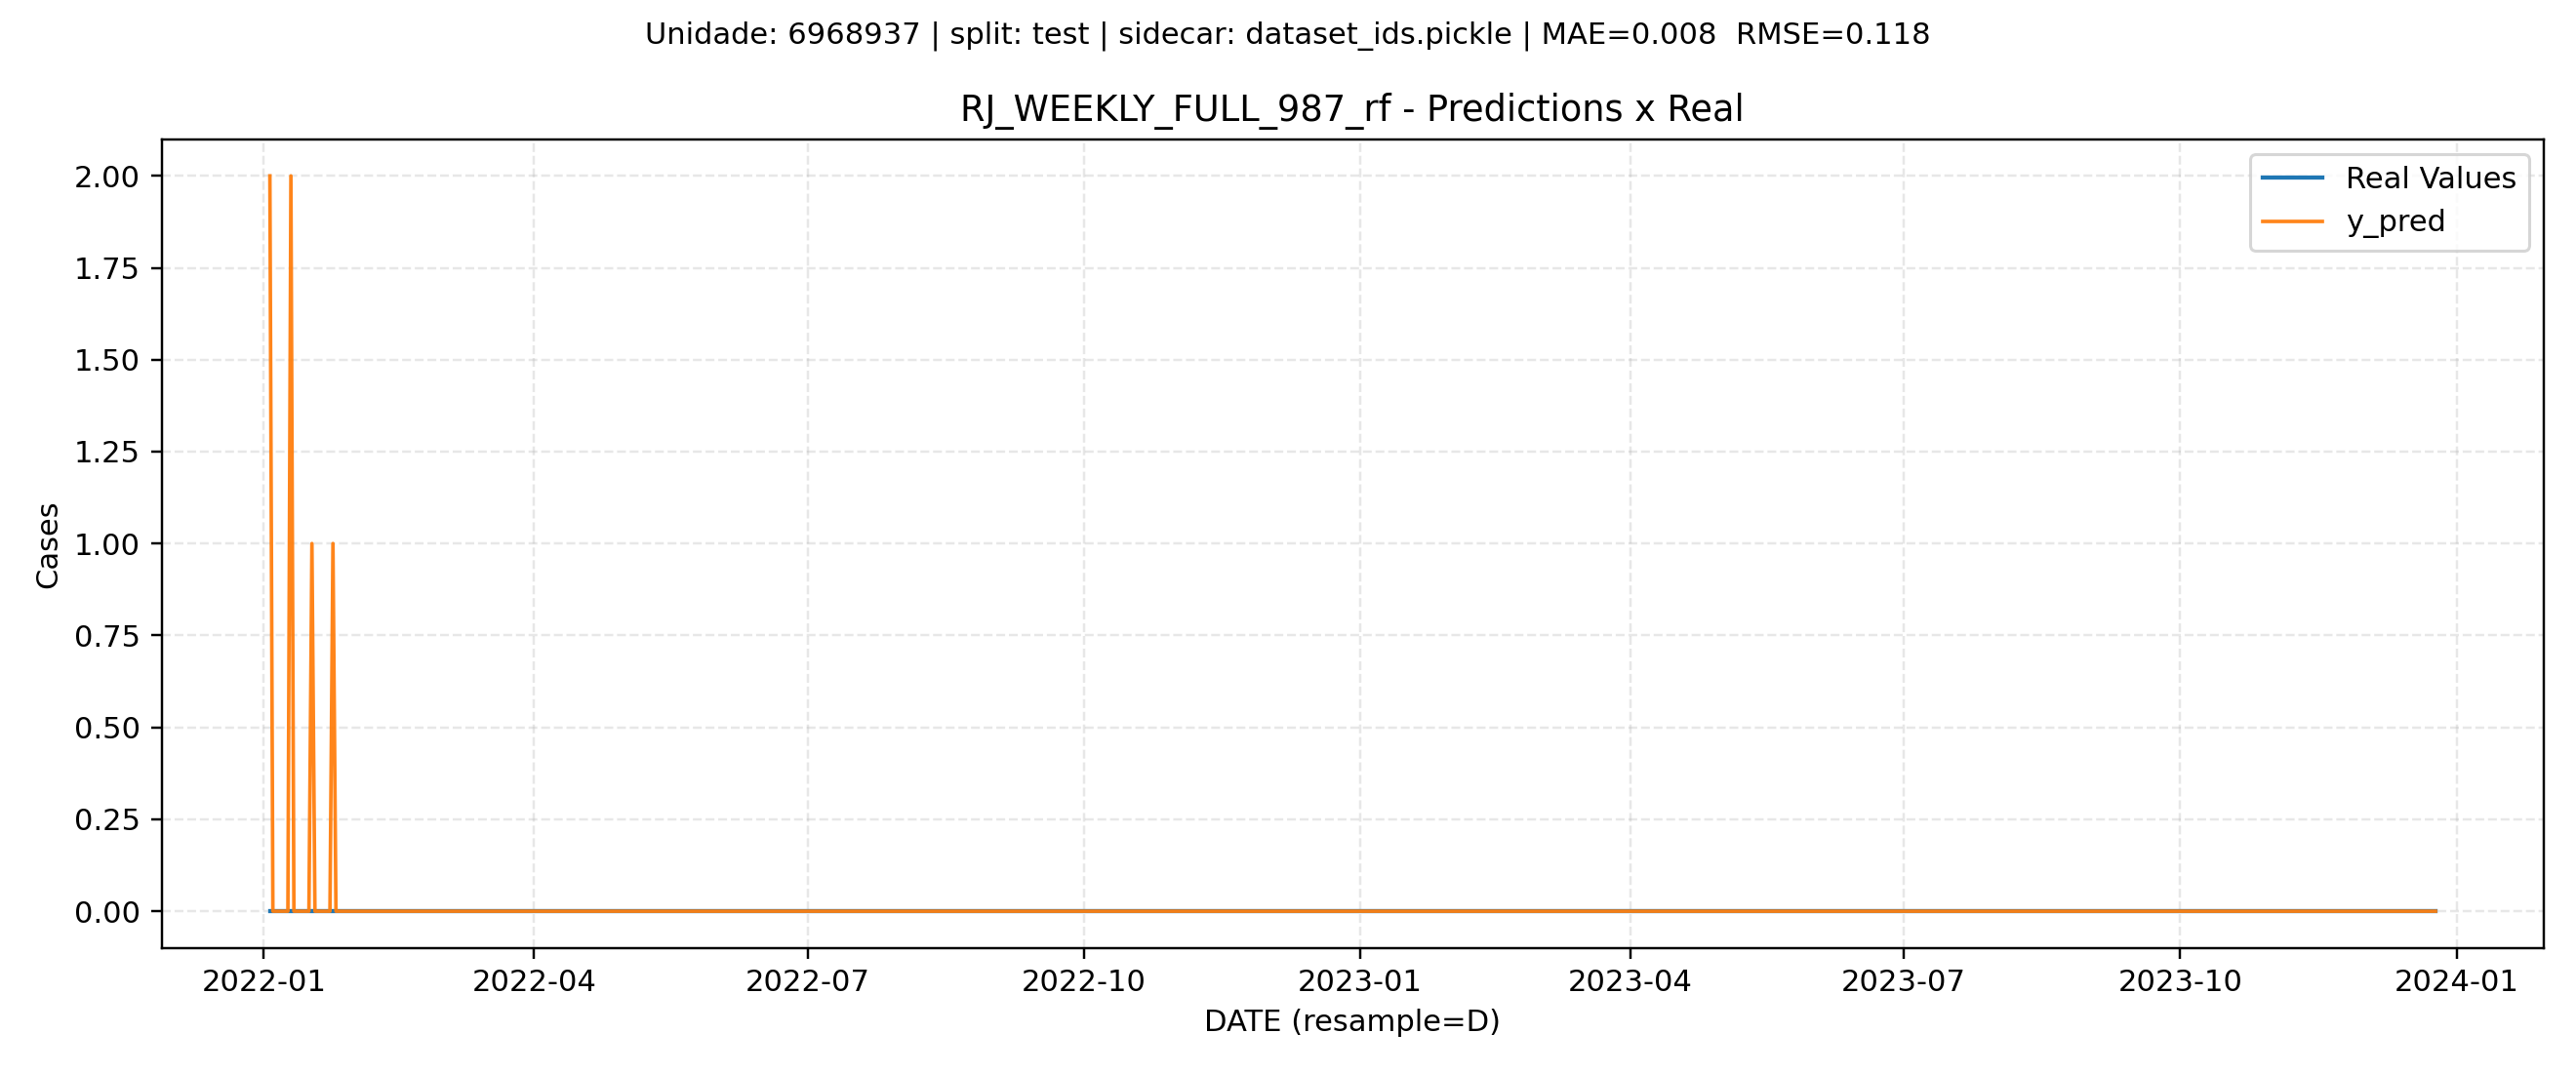 Unidade: 6968937 | split: test | sidecar: dataset_ids.pickle | MAE=0.008  RMSE=0.118
RJ_WEEKLY_FULL_987_rf - Predictions x Real
Real Values
y_pred
2.00
1.75
1.50
1.25
1.00
0.75
0.50
0.25
0.00
Cases
2022-01 2022-04 2022-07 2022-10 2023-01 2023-04 2023-07 2023-10 2024-01
DATE (resample=D)